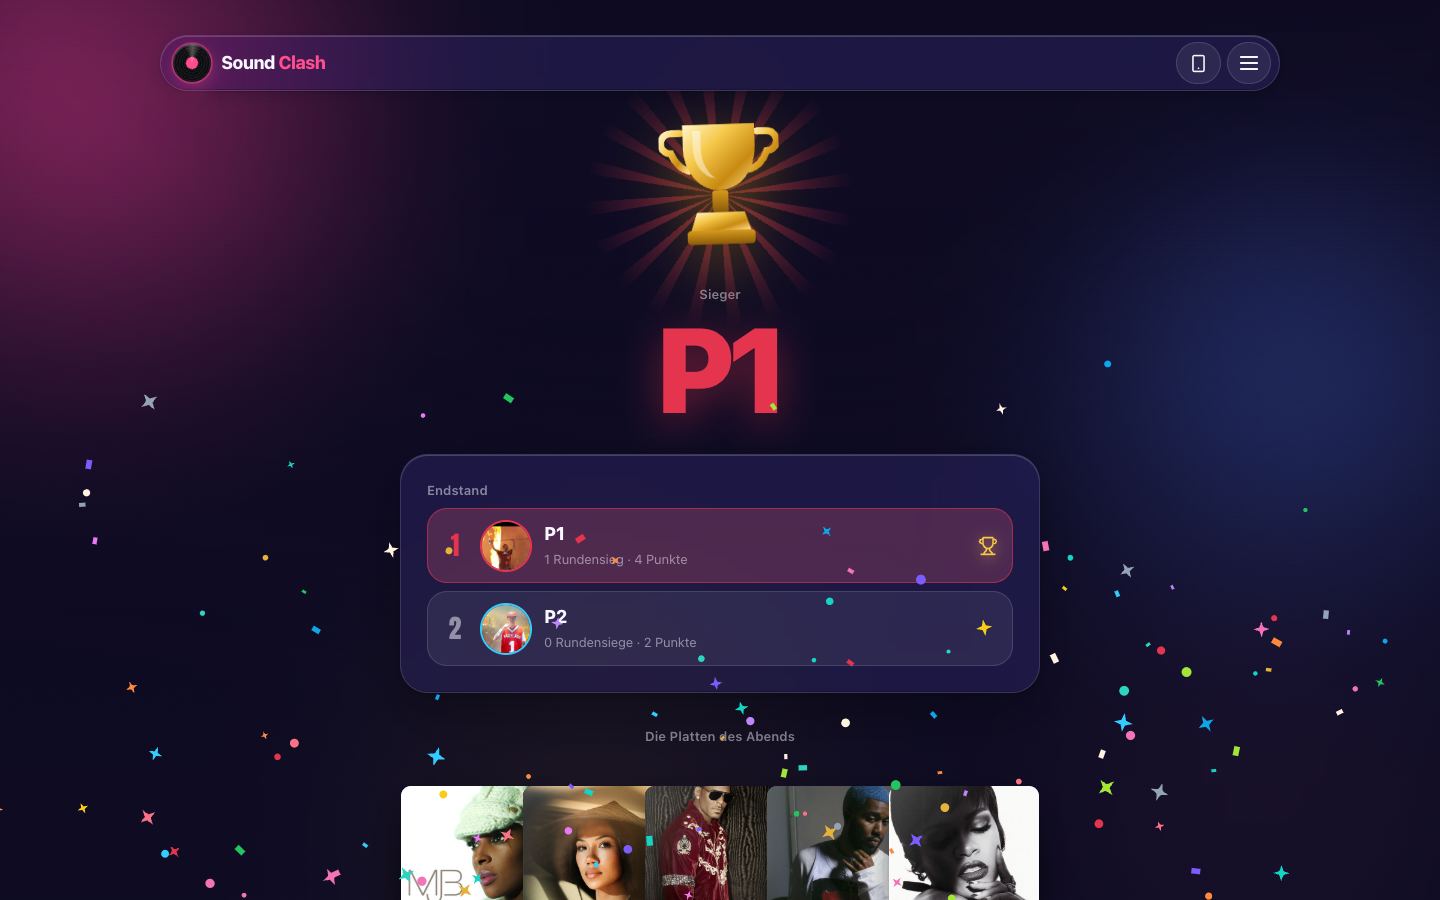 Sound Clash
Sieger
P1
Endstand
1
P1
1 Rundensieg · 4 Punkte
2
P2
0 Rundensiege · 2 Punkte
Die Platten des Abends
MJB